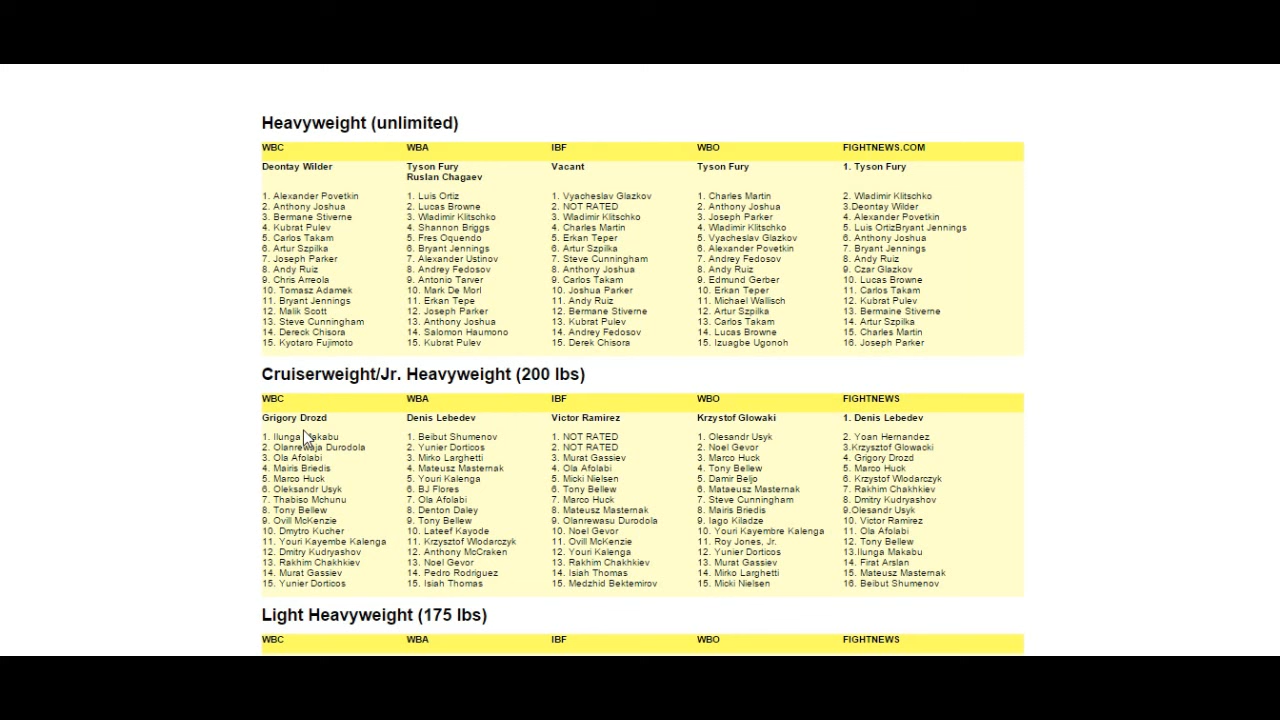 Heavyweight (unlimited)
WBC WBA IBF WBO FIGHTNEWS.COM
Deontay Wilder Tyson Fury Vacant Tyson Fury 1. Tyson Fury
Ruslan Chagaev
1. Alexander Povetkin 1. Luis Ortiz 1. Vyacheslav Glazkov 1. Charles Martin 2. Wladimir Klitschko
2. Anthony Joshua 2. Lucas Browne 2. NOT RATED 2. Anthony Joshua 3.Deontay Wilder
3. Bermane Stiverne 3. Wladimir Klitschko 3. Wladimir Klitschko 3. Joseph Parker 4. Alexander Povetkin
4. Kubrat Pulev 4. Shannon Briggs 4. Charles Martin 4. Wladimir Klitschko 5. Luis OrtizBryant Jennings
5. Carlos Takam 5. Fres Oquendo 5. Erkan Teper 5. Vyacheslav Glazkov 6. Anthony Joshua
6. Artur Szpilka 6. Bryant Jennings 6. Artur Szpilka 6. Alexander Povetkin 7. Bryant Jennings
7. Joseph Parker 7. Alexander Ustinov 7. Steve Cunningham 7. Andrey Fedosov 8. Andy Ruiz
8. Andy Ruiz 8. Andrey Fedosov 8. Anthony Joshua 8. Andy Ruiz 9. Czar Glazkov
9. Chris Arreola 9. Antonio Tarver 9. Carlos Takam 9. Edmund Gerber 10. Lucas Browne
10. Tomasz Adamek 10. Mark De Morl 10. Joshua Parker 10. Erkan Teper 11. Carlos Takam
11. Bryant Jennings 11. Erkan Tepe 11. Andy Ruiz 11. Michael Wallisch 12. Kubrat Pulev
12. Malik Scott 12. Joseph Parker 12. Bermane Stiverne 12. Artur Szpilka 13. Bermaine Stiverne
13. Steve Cunningham 13. Anthony Joshua 13. Kubrat Pulev 13. Carlos Takam 14. Artur Szpilka
14. Dereck Chisora 14. Salomon Haumono 14. Andrey Fedosov 14. Lucas Browne 15. Charles Martin
15. Kyotaro Fujimoto 15. Kubrat Pulev 15. Derek Chisora 15. Izuagbe Ugonoh 16. Joseph Parker
Cruiserweight/Jr. Heavyweight (200 lbs)
WBC WBA IBF WBO FIGHTNEWS
Grigory Drozd Denis Lebedev Victor Ramirez Krzystof Glowaki 1. Denis Lebedev
1. Ilunga Makabu 1. Beibut Shumenov 1. NOT RATED 1. Olesandr Usyk 2. Yoan Hernandez
2. Olanrewaja Durodola 2. Yunier Dorticos 2. NOT RATED 2. Noel Gevor 3.Krzysztof Glowacki
3. Ola Afolabi 3. Mirko Larghetti 3. Murat Gassiev 3. Marco Huck 4. Grigory Drozd
4. Mairis Briedis 4. Mateusz Masternak 4. Ola Afolabi 4. Tony Bellew 5. Marco Huck
5. Marco Huck 5. Youri Kalenga 5. Micki Nielsen 5. Damir Beljo 6. Krzystof Wlodarczyk
6. Oleksandr Usyk 6. BJ Flores 6. Tony Bellew 6. Mataeusz Masternak 7. Rakhim Chakhkiev
7. Thabiso Mchunu 7. Ola Afolabi 7. Marco Huck 7. Steve Cunningham 8. Dmitry Kudryashov
8. Tony Bellew 8. Denton Daley 8. Mateusz Masternak 8. Mairis Briedis 9.Olesandr Usyk
9. Ovill McKenzie 9. Tony Bellew 9. Olanrewasu Durodola 9. Iago Kiladze 10. Victor Ramirez
10. Dmytro Kucher 10. Lateef Kayode 10. Noel Gevor 10. Youri Kayembre Kalenga 11. Ola Afolabi
11. Youri Kayembe Kalenga 11. Krzysztof Wlodarczyk 11. Ovill McKenzie 11. Roy Jones, Jr. 12. Tony Bellew
12. Dmitry Kudryashov 12. Anthony McCraken 12. Youri Kalenga 12. Yunier Dorticos 13.Ilunga Makabu
13. Rakhim Chakhkiev 13. Noel Gevor 13. Rakhim Chakhkiev 13. Murat Gassiev 14. Firat Arslan
14. Murat Gassiev 14. Pedro Rodriguez 14. Isiah Thomas 14. Mirko Larghetti 15. Mateusz Masternak
15. Yunier Dorticos 15. Isiah Thomas 15. Medzhid Bektemirov 15. Micki Nielsen 16. Beibut Shumenov
Light Heavyweight (175 lbs)
WBC WBA IBF WBO FIGHTNEWS